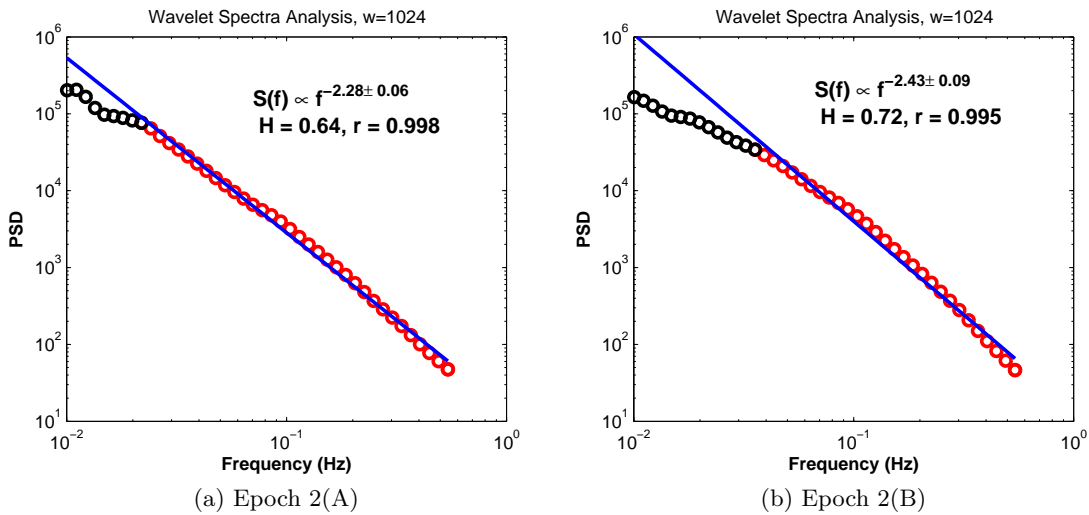 Wavelet Spectra Analysis, w=1024
10^6
10^5
10^4
10^3
10^2
10^1
PSD
S(f) ∝ f^−2.28± 0.06
H = 0.64, r = 0.998
10^−2
10^−1
10^0
Frequency (Hz)
(a) Epoch 2(A)
Wavelet Spectra Analysis, w=1024
10^6
10^5
10^4
10^3
10^2
10^1
PSD
S(f) ∝ f^−2.43± 0.09
H = 0.72, r = 0.995
10^−2
10^−1
10^0
Frequency (Hz)
(b) Epoch 2(B)